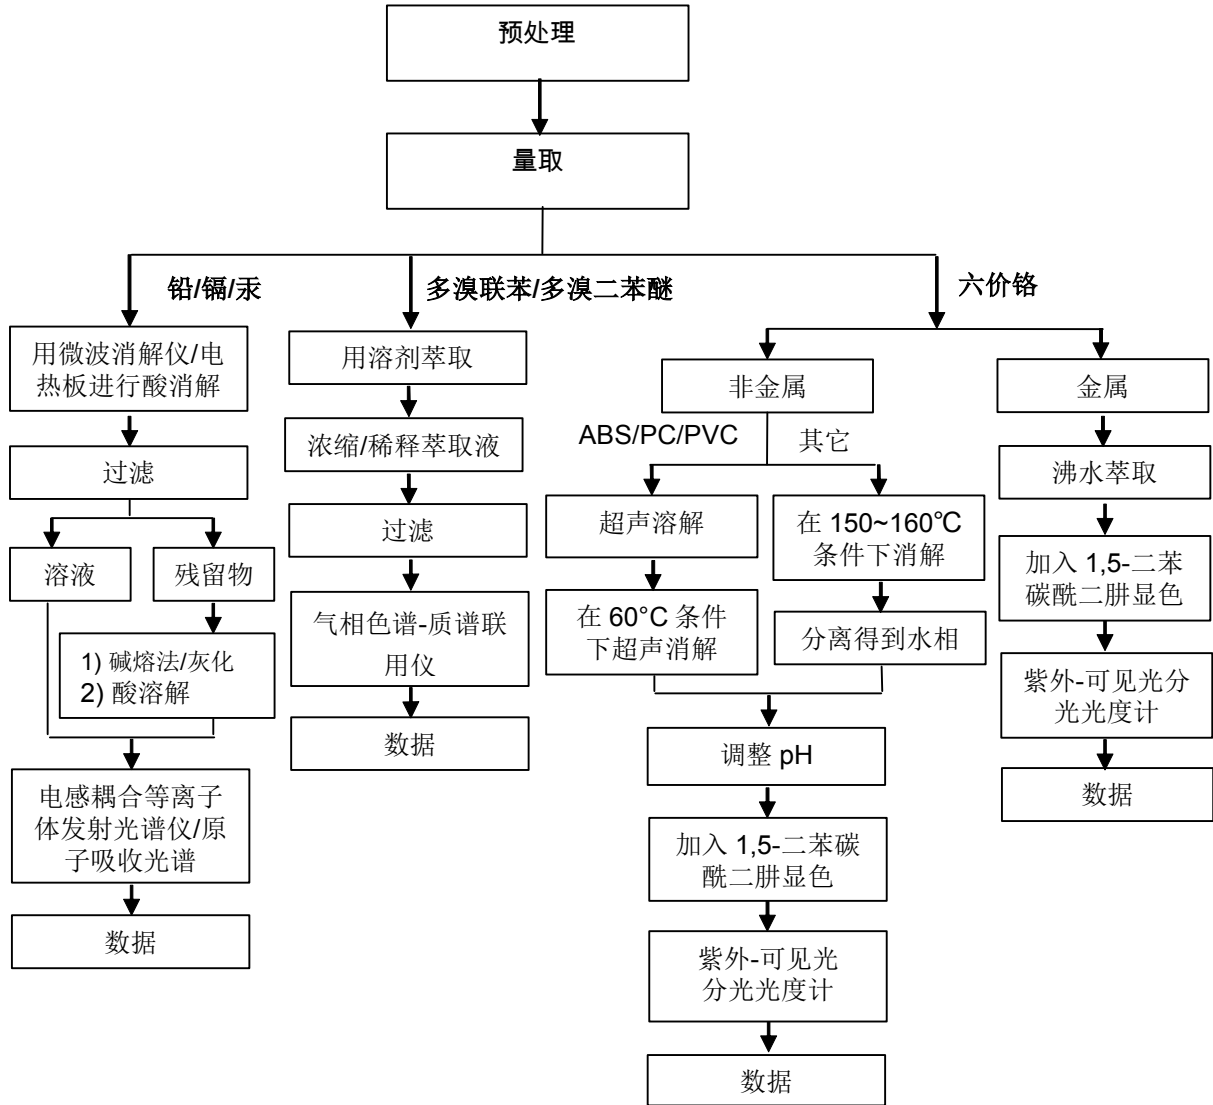 预处理
量取
铅/镉/汞
多溴联苯/多溴二苯醚
六价铬
用微波消解仪/电
热板进行酸消解
过滤
溶液
残留物
1) 碱熔法/灰化
2) 酸溶解
电感耦合等离子
体发射光谱仪/原
子吸收光谱
数据
用溶剂萃取
浓缩/稀释萃取液
过滤
气相色谱-质谱联
用仪
数据
非金属
ABS/PC/PVC
其它
超声溶解
在 60°C 条件
下超声消解
在 150~160℃
条件下消解
分离得到水相
调整 pH
加入 1,5-二苯碳
酰二肼显色
紫外-可见光
分光光度计
数据
金属
沸水萃取
加入 1,5-二苯
碳酰二肼显色
紫外-可见光分
光光度计
数据